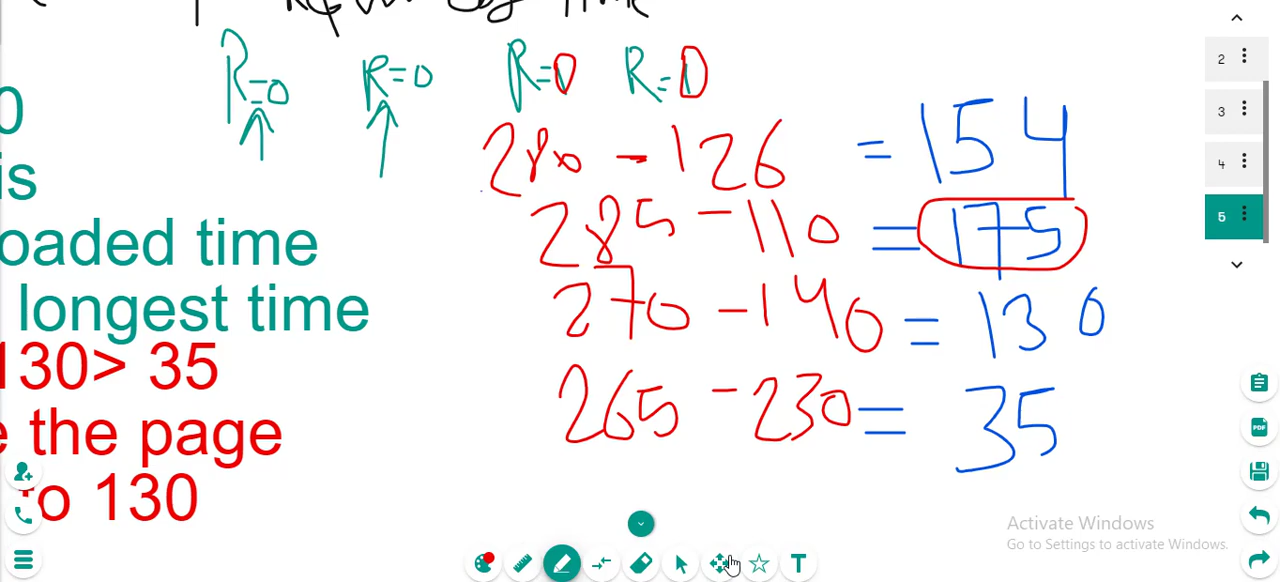 time
R=0 R=0 R=0 R=0
280 - 126 = 154
is
285 - 110 = 175
oaded time
270 - 140 = 130
longest time
130> 35
265 - 230 = 35
e the page
to 130
2
3
4
5
PDF
T
Activate Windows
Go to Settings to activate Windows.